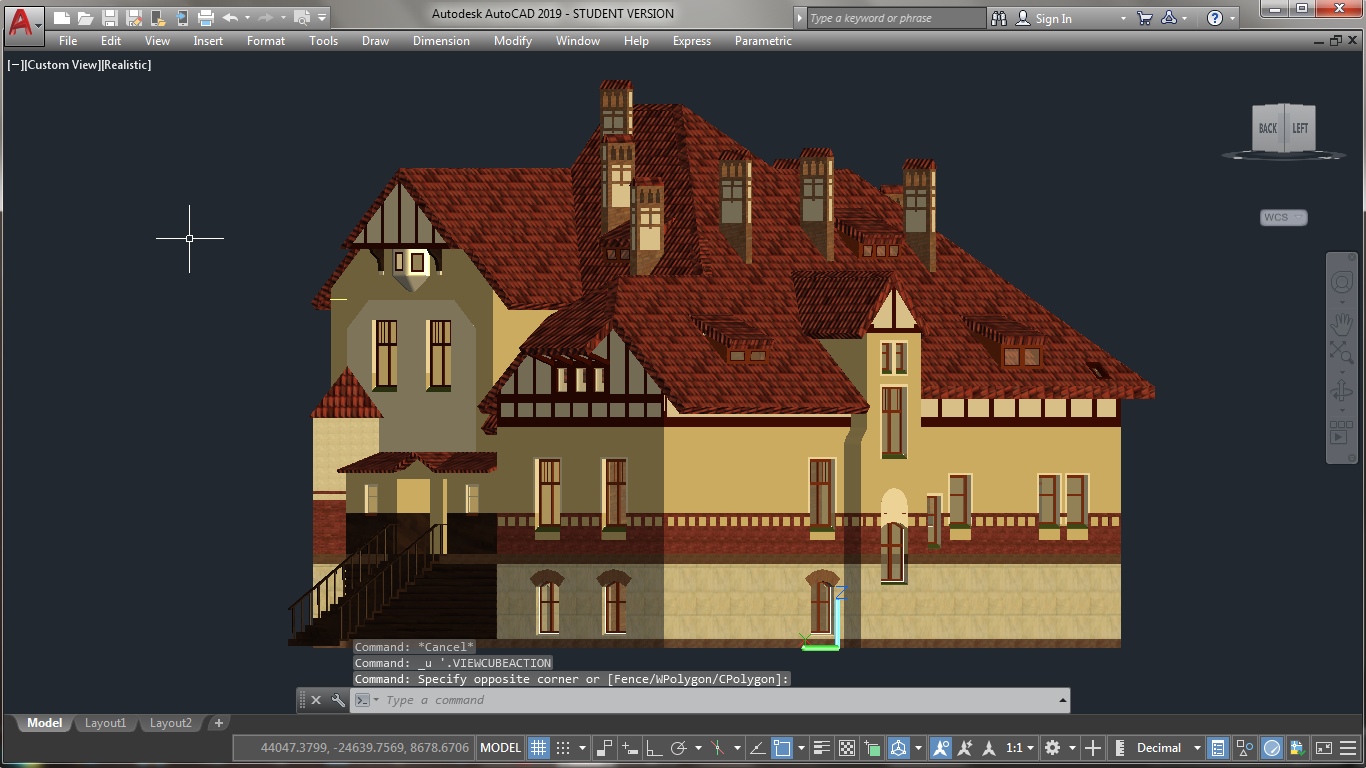 Autodesk AutoCAD 2019 - STUDENT VERSION
Type a keyword or phrase
Sign In
File Edit View Insert Format Tools Draw Dimension Modify Window Help Express Parametric
[−][Custom View][Realistic]
BACK LEFT
WCS
Z
Y
Command: *Cancel*
Command: _u '.VIEWCUBEACTION
Command: Specify opposite corner or [Fence/WPolygon/CPolygon]:
Type a command
Model Layout1 Layout2 +
44047.3799, -24639.7569, 8678.6706 MODEL 1:1 Decimal